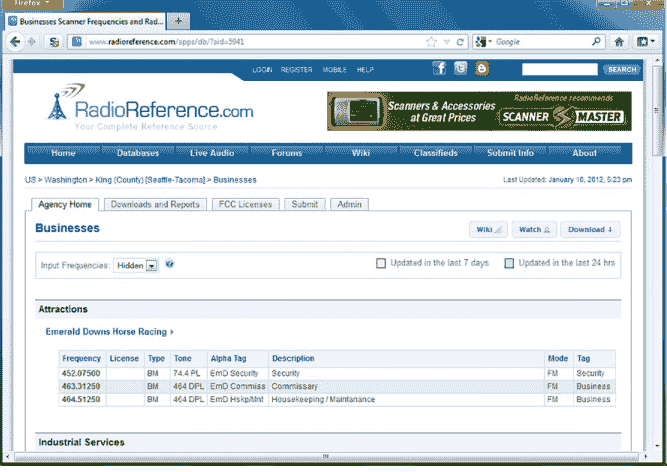 Firefox
Businesses Scanner Frequencies and Rad...
www.radioreference.com/apps/db/?aid=5941
Google
LOGIN REGISTER MOBILE HELP
SEARCH
RadioReference.com
Your Complete Reference Source
RadioReference recommends
Scanners & Accessories
at Great Prices
SCANNER MASTER
Home Databases Live Audio Forums Wiki Classifieds Submit Info About
US > Washington > King (County) [Seattle-Tacoma] > Businesses
Last Updated: January 10, 2012, 5:23 pm
Agency Home Downloads and Reports FCC Licenses Submit Admin
Businesses
Wiki Watch Download
Input Frequencies: Hidden
Updated in the last 7 days Updated in the last 24 hrs
Attractions
Emerald Downs Horse Racing
Frequency License Type Tone Alpha Tag Description Mode Tag
452.07500 BM 74.4 PL EmD Security Security FM Security
463.31250 BM 464 DPL EmD Commias Commissary FM Business
464.51250 BM 464 DPL EmD Hskp/Mnt Housekeeping / Maintanance FM Business
Industrial Services